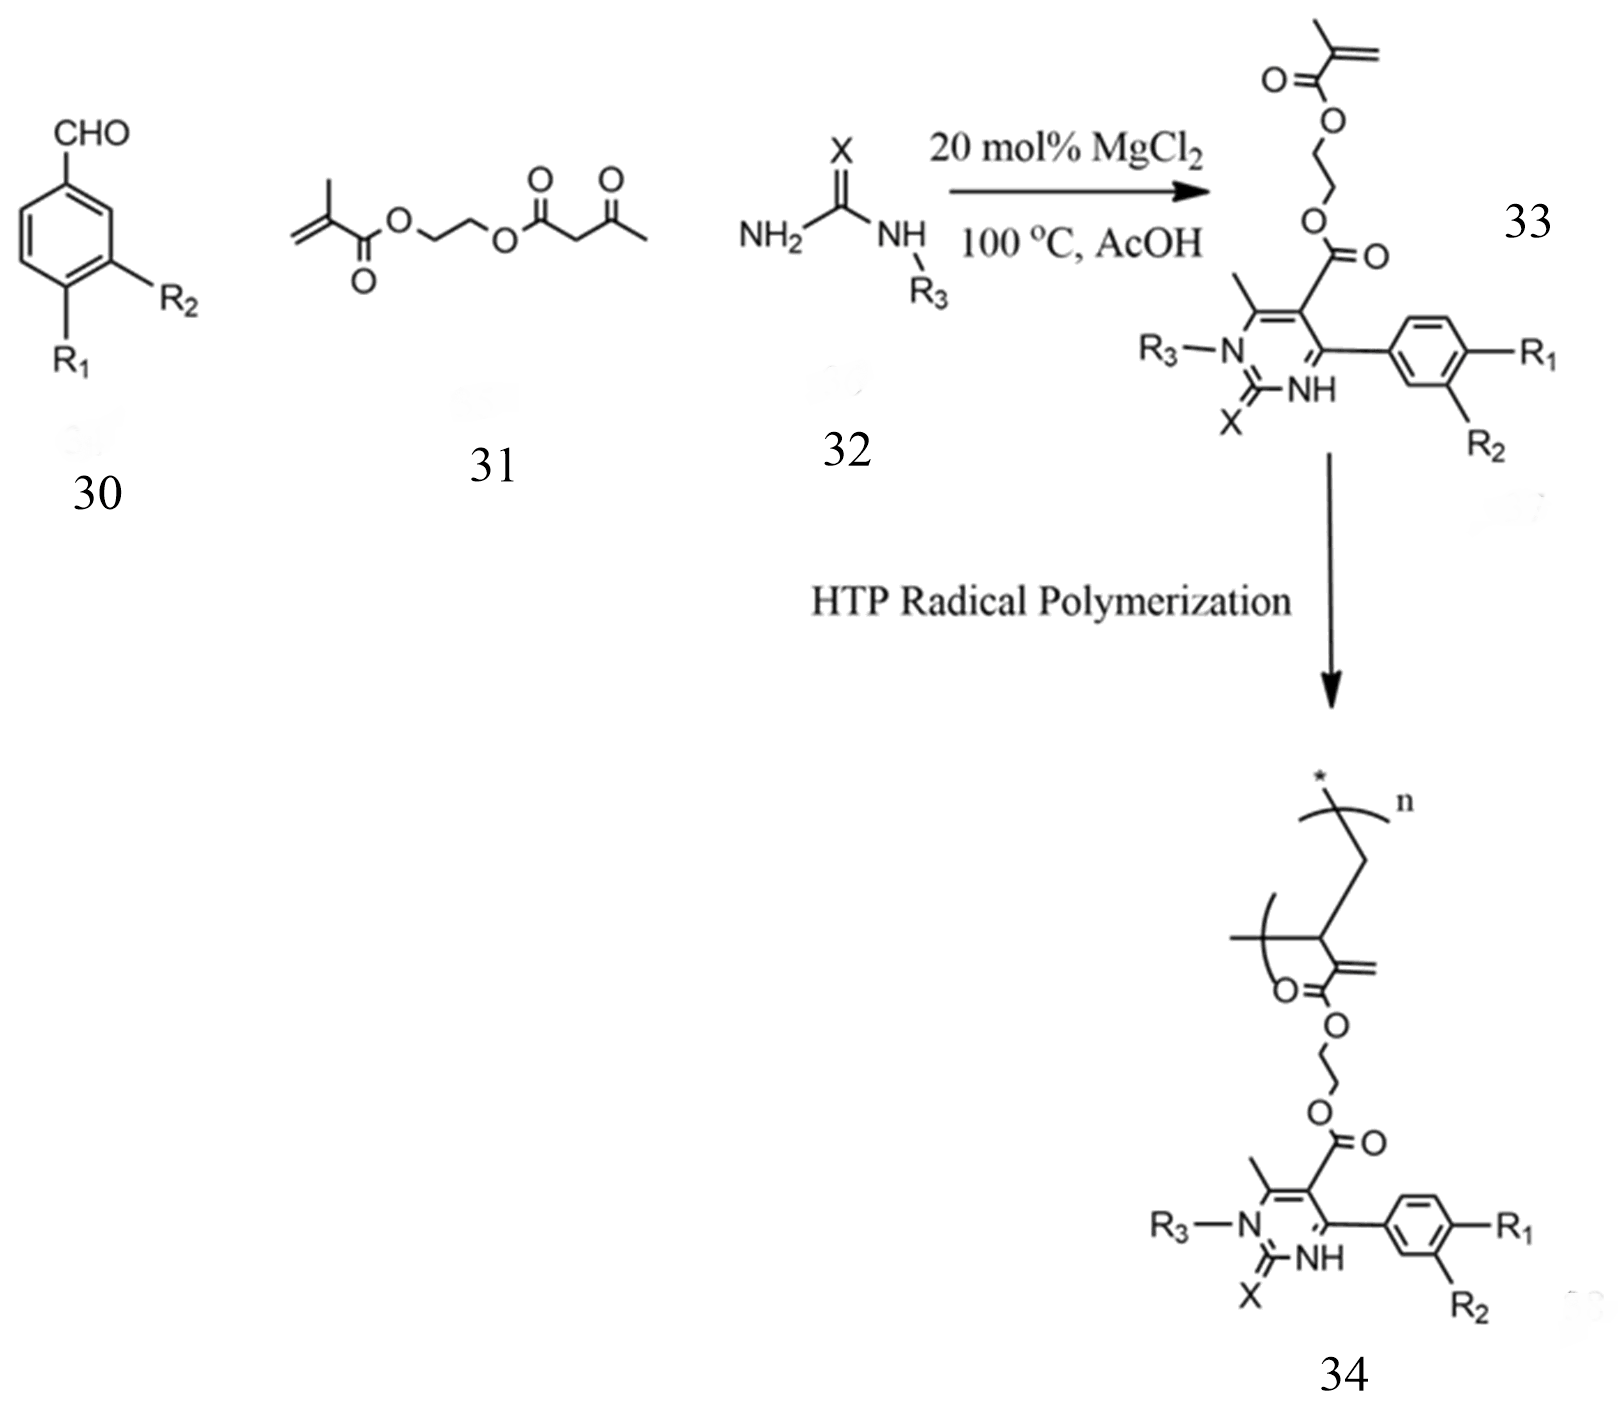 CHO
R2
R1
30
O
O
O
O
O
31
X
NH2
NH
R3
32
20 mol% MgCl2
100 °C, AcOH
O
O
O
O
R3
N
NH
X
R1
R2
33
HTP Radical Polymerization
*
n
O
O
O
O
R3
N
NH
X
R1
R2
34